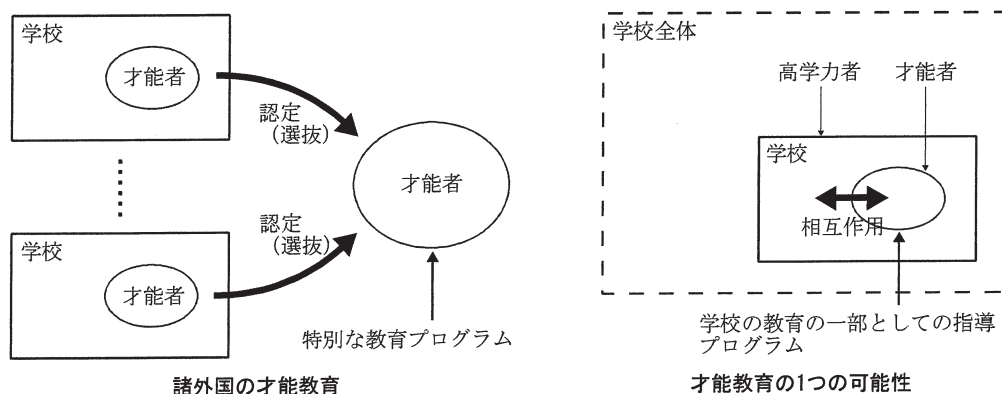 学校
才能者
認定
(選抜)
才能者
学校
才能者
認定
(選抜)
特別な教育プログラム
諸外国の才能教育
学校全体
高学力者
才能者
学校
相互作用
学校の教育の一部としての指導
プログラム
才能教育の1つの可能性